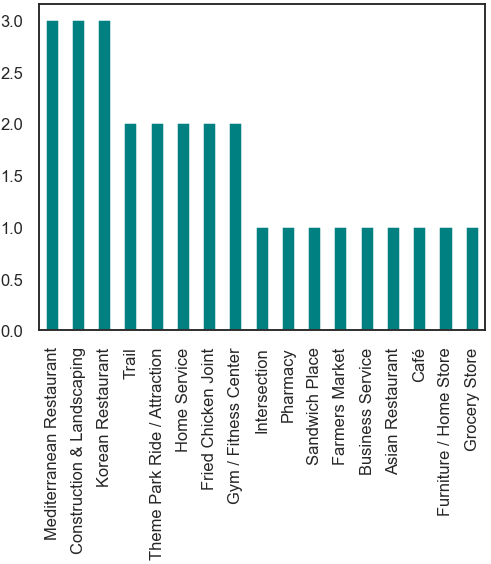 3.0
2.5
2.0
1.5
1.0
0.5
0.0
Mediterranean Restaurant
Construction & Landscaping
Korean Restaurant
Trail
Theme Park Ride / Attraction
Home Service
Fried Chicken Joint
Gym / Fitness Center
Intersection
Pharmacy
Sandwich Place
Farmers Market
Business Service
Asian Restaurant
Café
Furniture / Home Store
Grocery Store